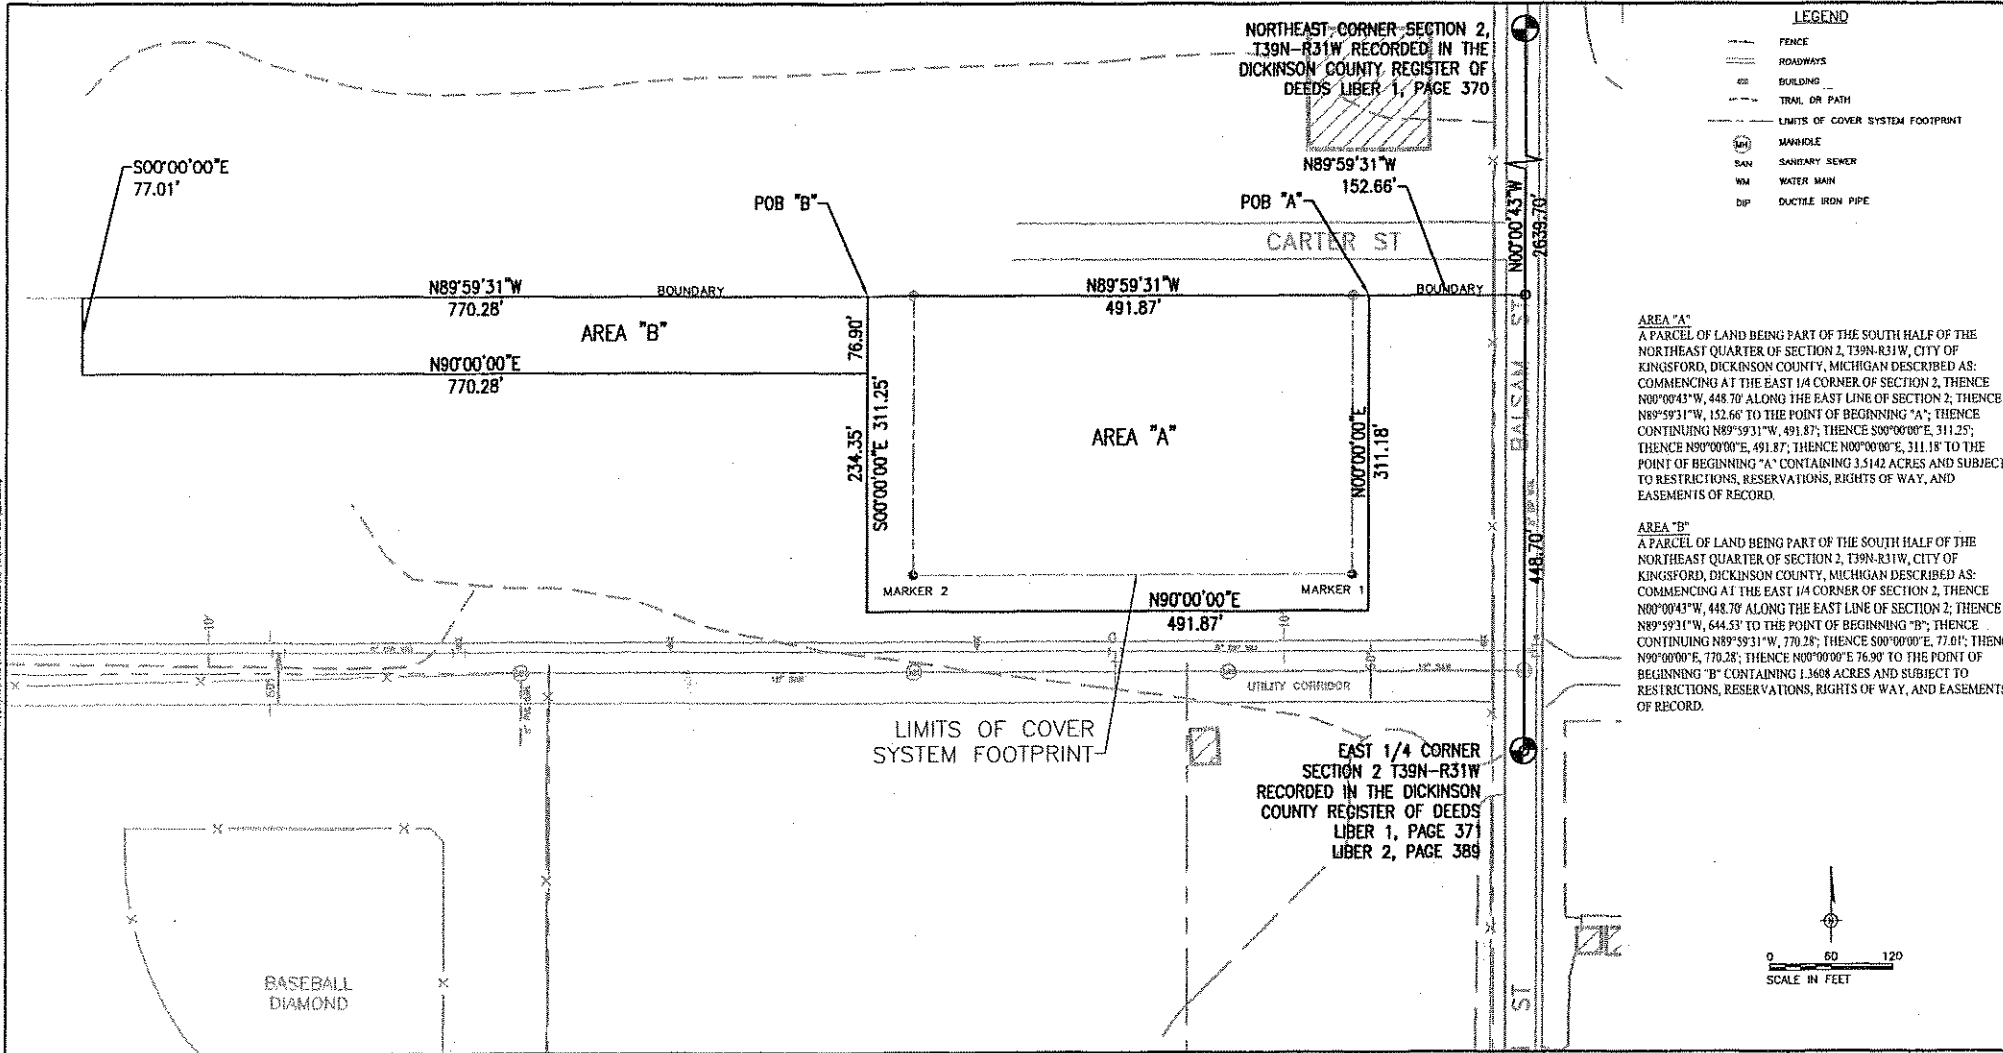 NORTHEAST CORNER SECTION 2,
T39N-R31W RECORDED IN THE
DICKINSON COUNTY REGISTER OF
DEEDS LIBER 1, PAGE 370
LEGEND
FENCE
ROADWAYS
BUILDING
TRAIL OR PATH
LIMITS OF COVER SYSTEM FOOTPRINT
MH MANHOLE
SAN SANITARY SEWER
WM WATER MAIN
DIP DUCTILE IRON PIPE
S00°00'00"E
77.01'
POB "B"
POB "A"
N89°59'31"W
152.66'
N00°00'43"W
2639.70'
CARTER ST
N89°59'31"W
770.28'
BOUNDARY
N89°59'31"W
491.87'
BOUNDARY
AREA "B"
N90°00'00"E
770.28'
76.90'
234.35'
S00°00'00"E 311.25'
AREA "A"
N00°00'00"E
311.18'
BALSAM ST
448.70'
MARKER 2
MARKER 1
N90°00'00"E
491.87'
UTILITY CORRIDOR
LIMITS OF COVER
SYSTEM FOOTPRINT
EAST 1/4 CORNER
SECTION 2 T39N-R31W
RECORDED IN THE DICKINSON
COUNTY REGISTER OF DEEDS
LIBER 1, PAGE 371
LIBER 2, PAGE 389
BASEBALL
DIAMOND
ST
AREA "A"
A PARCEL OF LAND BEING PART OF THE SOUTH HALF OF THE
NORTHEAST QUARTER OF SECTION 2, T39N-R31W, CITY OF
KINGSFORD, DICKINSON COUNTY, MICHIGAN DESCRIBED AS:
COMMENCING AT THE EAST 1/4 CORNER OF SECTION 2, THENCE
N00°00'43"W, 448.70' ALONG THE EAST LINE OF SECTION 2; THENCE
N89°59'31"W, 152.66' TO THE POINT OF BEGINNING "A"; THENCE
CONTINUING N89°59'31"W, 491.87'; THENCE S00°00'00"E, 311.25';
THENCE N90°00'00"E, 491.87'; THENCE N00°00'00"E, 311.18' TO THE
POINT OF BEGINNING "A" CONTAINING 3.5142 ACRES AND SUBJECT
TO RESTRICTIONS, RESERVATIONS, RIGHTS OF WAY, AND
EASEMENTS OF RECORD.
AREA "B"
A PARCEL OF LAND BEING PART OF THE SOUTH HALF OF THE
NORTHEAST QUARTER OF SECTION 2, T39N-R31W, CITY OF
KINGSFORD, DICKINSON COUNTY, MICHIGAN DESCRIBED AS:
COMMENCING AT THE EAST 1/4 CORNER OF SECTION 2, THENCE
N00°00'43"W, 448.70' ALONG THE EAST LINE OF SECTION 2; THENCE
N89°59'31"W, 644.53' TO THE POINT OF BEGINNING "B"; THENCE
CONTINUING N89°59'31"W, 770.28'; THENCE S00°00'00"E, 77.01'; THENC
N90°00'00"E, 770.28'; THENCE N00°00'00"E 76.90' TO THE POINT OF
BEGINNING "B" CONTAINING 1.3608 ACRES AND SUBJECT TO
RESTRICTIONS, RESERVATIONS, RIGHTS OF WAY, AND EASEMENTS
OF RECORD.
0 60 120
SCALE IN FEET